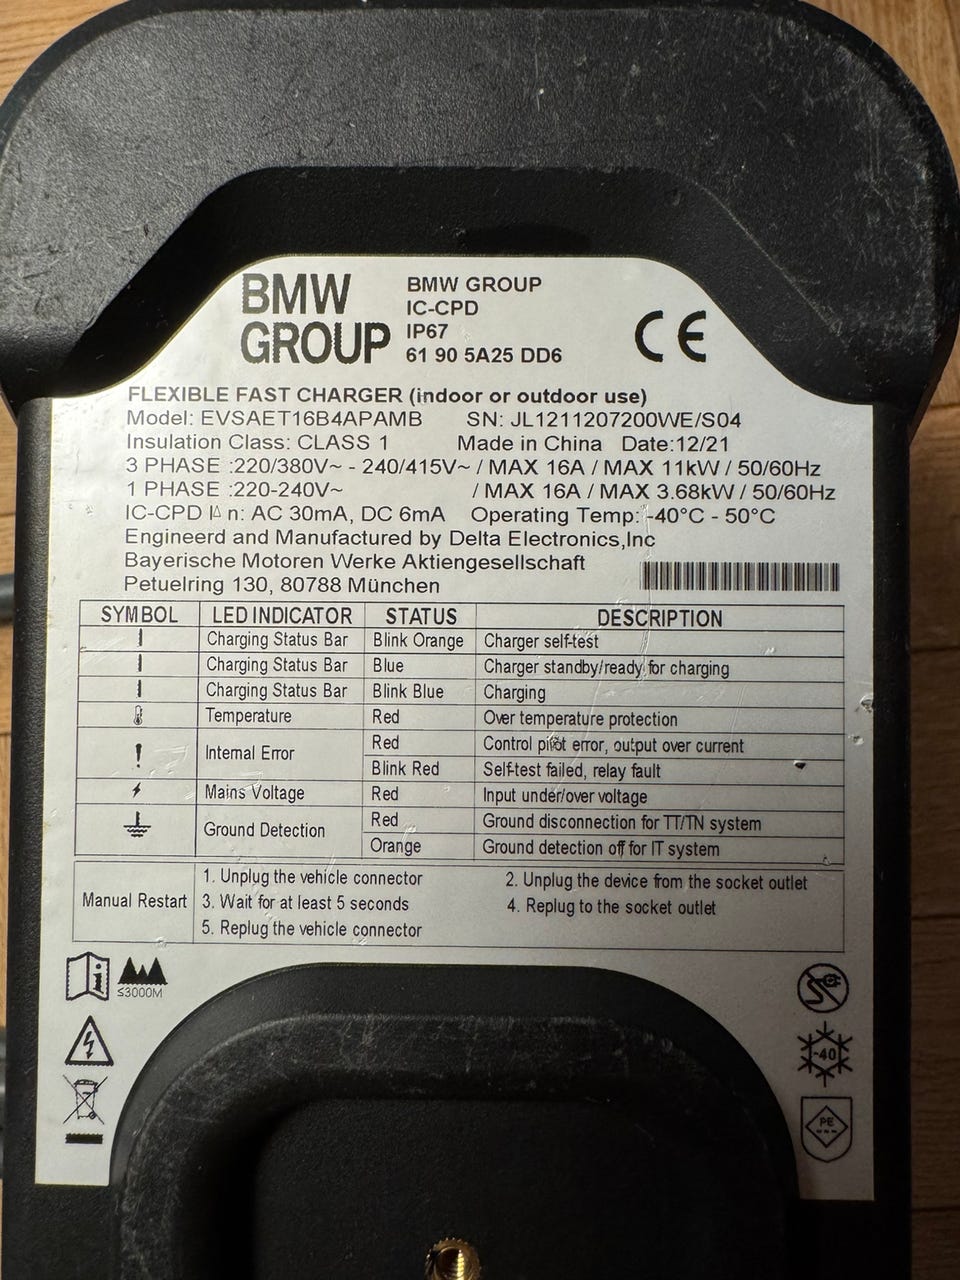 BMW
GROUP
BMW GROUP
IC-CPD
IP67
61 90 5A25 DD6
CE
FLEXIBLE FAST CHARGER (indoor or outdoor use)
Model: EVSAET16B4APAMB SN: JL1211207200WE/S04
Insulation Class: CLASS 1 Made in China Date:12/21
3 PHASE :220/380V~ - 240/415V~ / MAX 16A / MAX 11kW / 50/60Hz
1 PHASE :220-240V~ / MAX 16A / MAX 3.68kW / 50/60Hz
IC-CPD I△n: AC 30mA, DC 6mA Operating Temp: -40°C - 50°C
Engineerd and Manufactured by Delta Electronics,Inc
Bayerische Motoren Werke Aktiengesellschaft
Petuelring 130, 80788 München
SYMBOL LED INDICATOR STATUS DESCRIPTION
Charging Status Bar Blink Orange Charger self-test
Charging Status Bar Blue Charger standby/ready for charging
Charging Status Bar Blink Blue Charging
Temperature Red Over temperature protection
! Internal Error Red Control pilot error, output over current
Blink Red Self-test failed, relay fault
Mains Voltage Red Input under/over voltage
Ground Detection Red Ground disconnection for TT/TN system
Orange Ground detection off for IT system
Manual Restart
1. Unplug the vehicle connector 2. Unplug the device from the socket outlet
3. Wait for at least 5 seconds 4. Replug to the socket outlet
5. Replug the vehicle connector
i
≤3000M
-40
PE